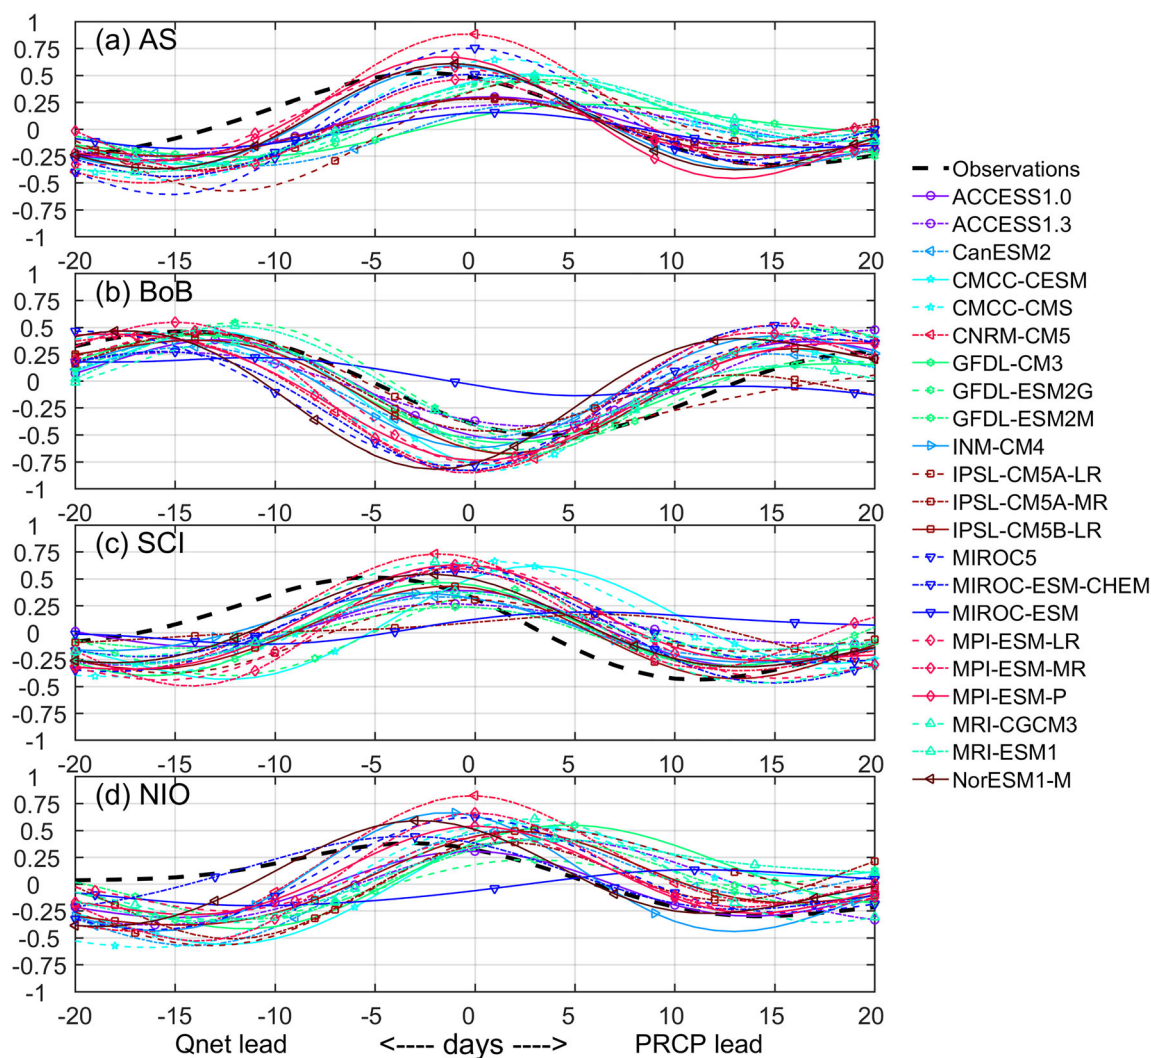 (a) AS
1
0.75
0.5
0.25
0
-0.25
-0.5
-0.75
-1
-20 -15 -10 -5 0 5 10 15 20
(b) BoB
1
0.75
0.5
0.25
0
-0.25
-0.5
-0.75
-1
-20 -15 -10 -5 0 5 10 15 20
(c) SCI
1
0.75
0.5
0.25
0
-0.25
-0.5
-0.75
-1
-20 -15 -10 -5 0 5 10 15 20
(d) NIO
1
0.75
0.5
0.25
0
-0.25
-0.5
-0.75
-1
-20 -15 -10 -5 0 5 10 15 20
Qnet lead <---- days ----> PRCP lead
Observations
ACCESS1.0
ACCESS1.3
CanESM2
CMCC-CESM
CMCC-CMS
CNRM-CM5
GFDL-CM3
GFDL-ESM2G
GFDL-ESM2M
INM-CM4
IPSL-CM5A-LR
IPSL-CM5A-MR
IPSL-CM5B-LR
MIROC5
MIROC-ESM-CHEM
MIROC-ESM
MPI-ESM-LR
MPI-ESM-MR
MPI-ESM-P
MRI-CGCM3
MRI-ESM1
NorESM1-M